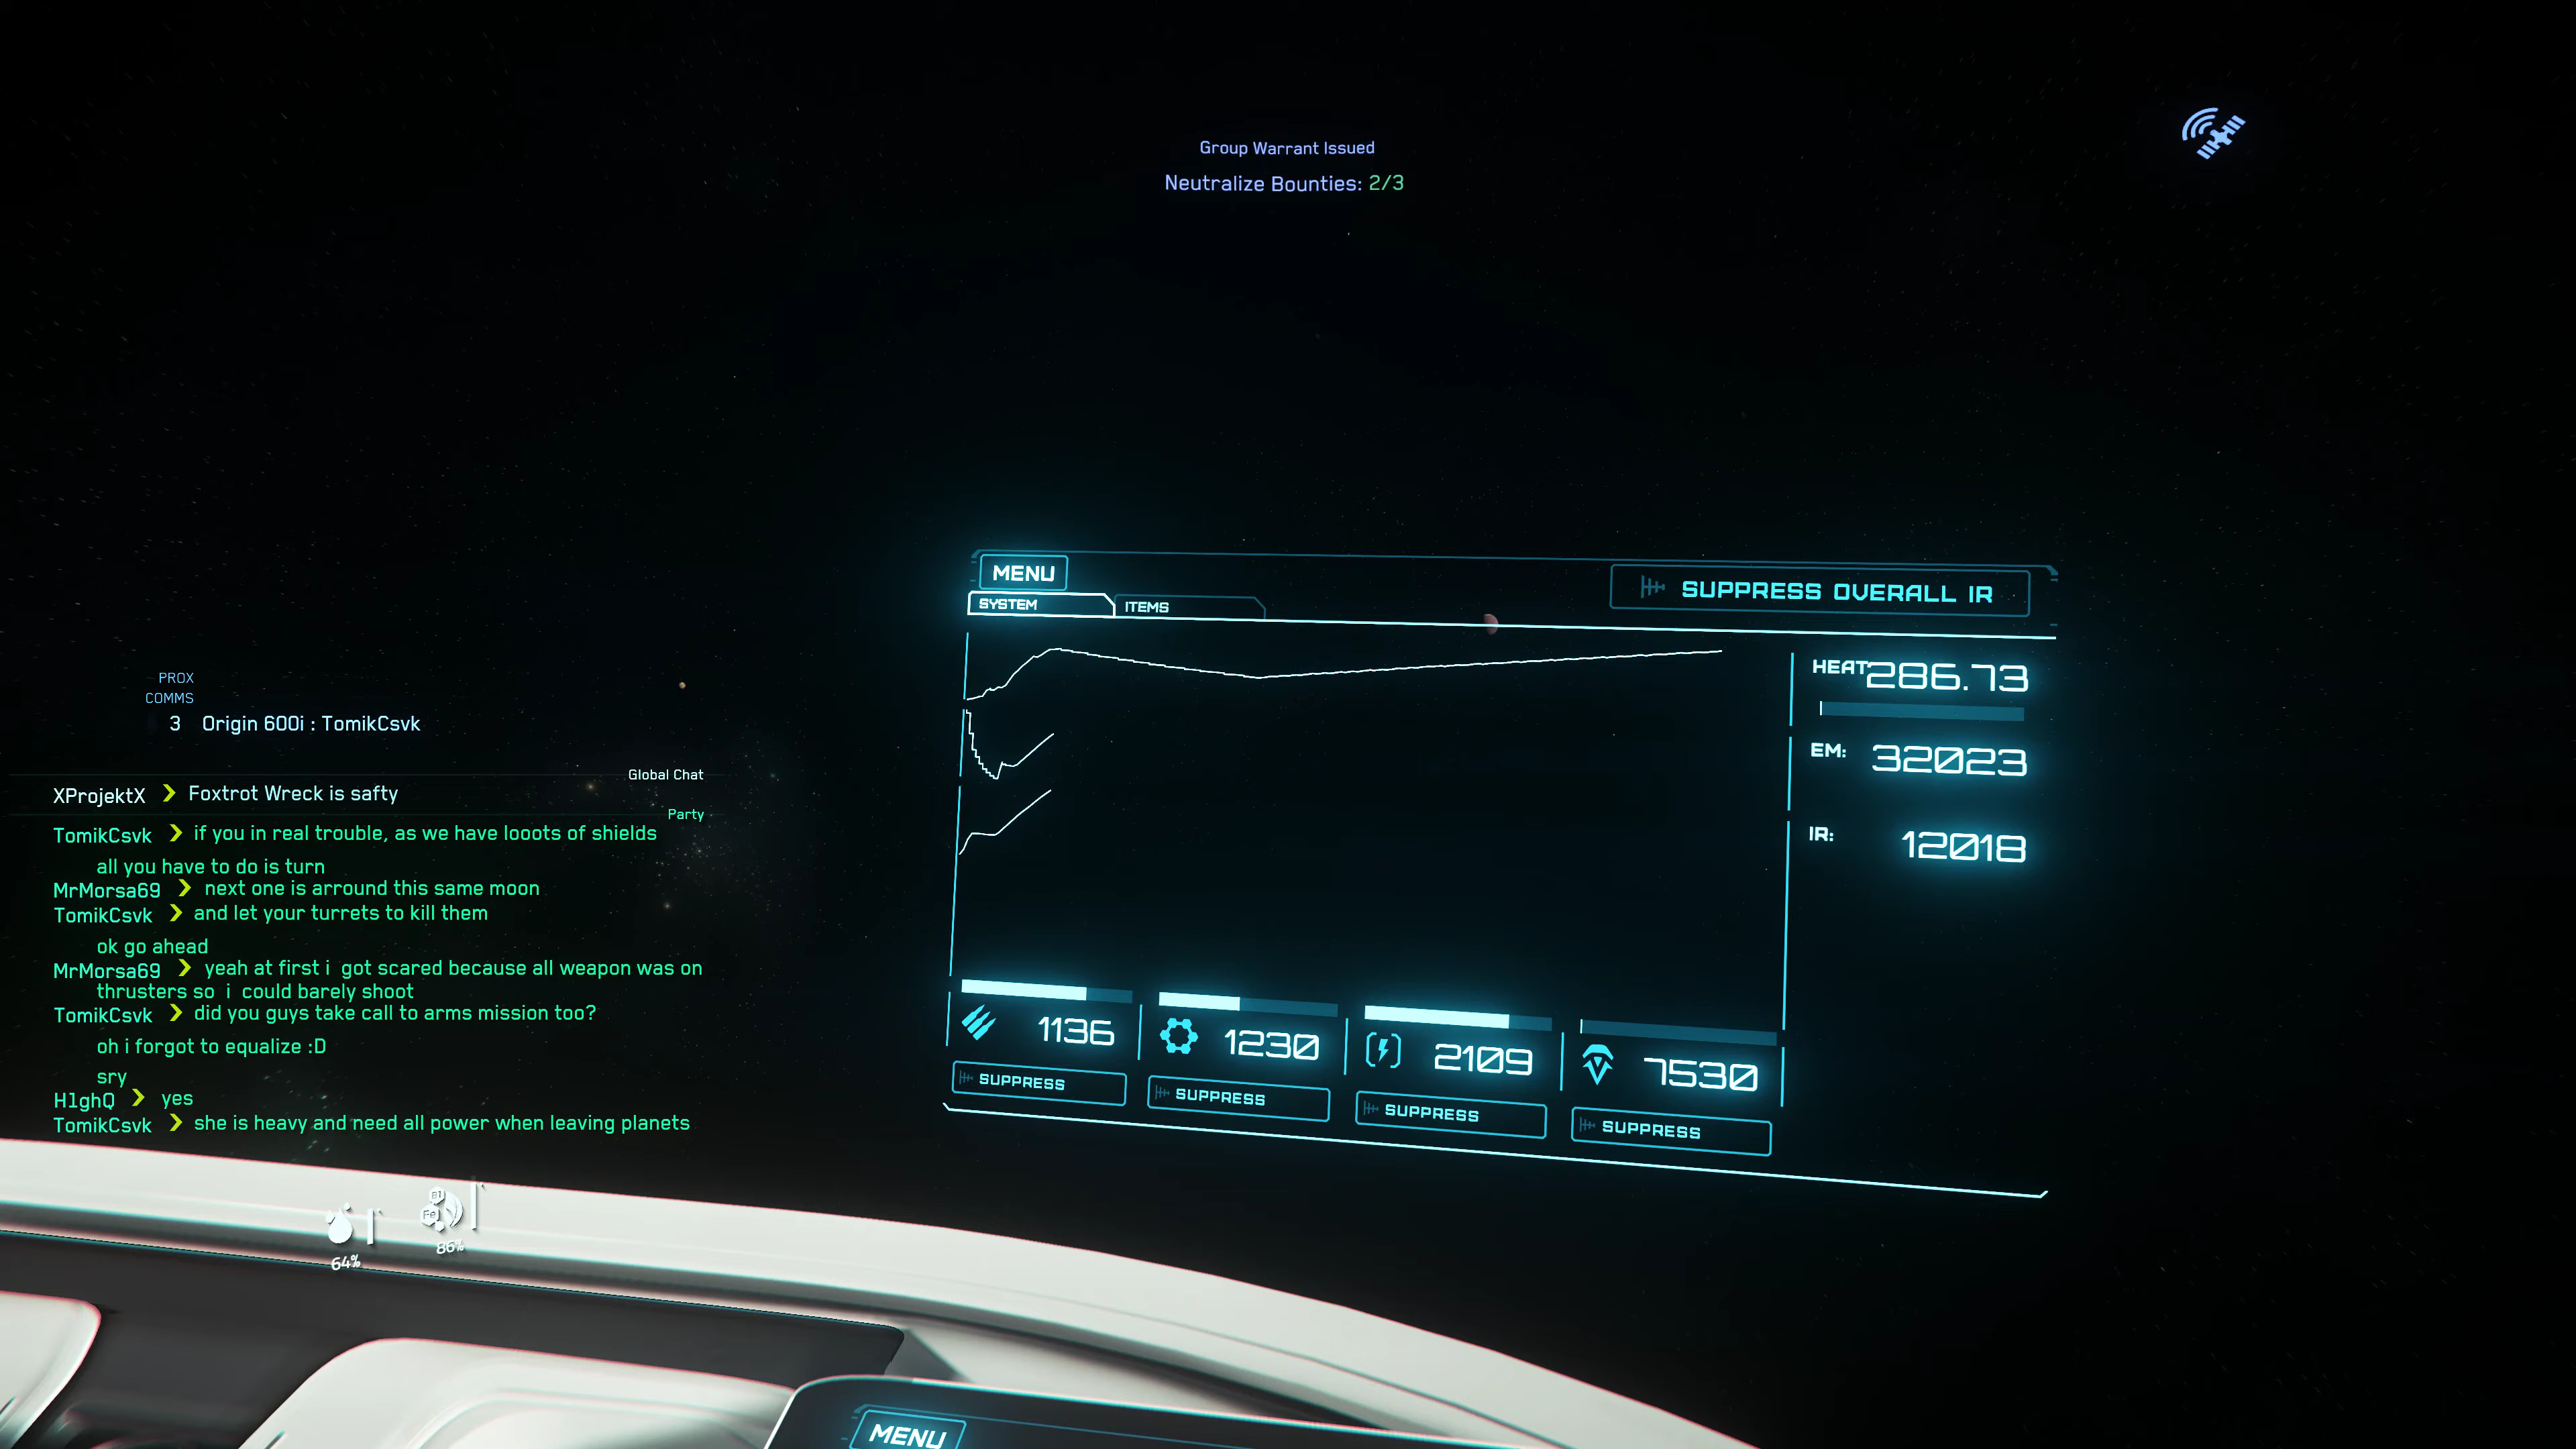 Group Warrant Issued
Neutralize Bounties: 2/3
MENU
SUPPRESS OVERALL IR
SYSTEM
ITEMS
HEAT 286.73
EM: 32023
IR: 12018
1136
1230
2109
7530
SUPPRESS
SUPPRESS
SUPPRESS
SUPPRESS
PROX
COMMS
3 Origin 600i : TomikCsvk
Global Chat
XProjektX > Foxtrot Wreck is safty
Party
TomikCsvk > if you in real trouble, as we have looots of shields
all you have to do is turn
MrMorsa69 > next one is arround this same moon
TomikCsvk > and let your turrets to kill them
ok go ahead
MrMorsa69 > yeah at first i got scared because all weapon was on
thrusters so i could barely shoot
TomikCsvk > did you guys take call to arms mission too?
oh i forgot to equalize :D
sry
H1ghQ > yes
TomikCsvk > she is heavy and need all power when leaving planets
64%
86%
MENU